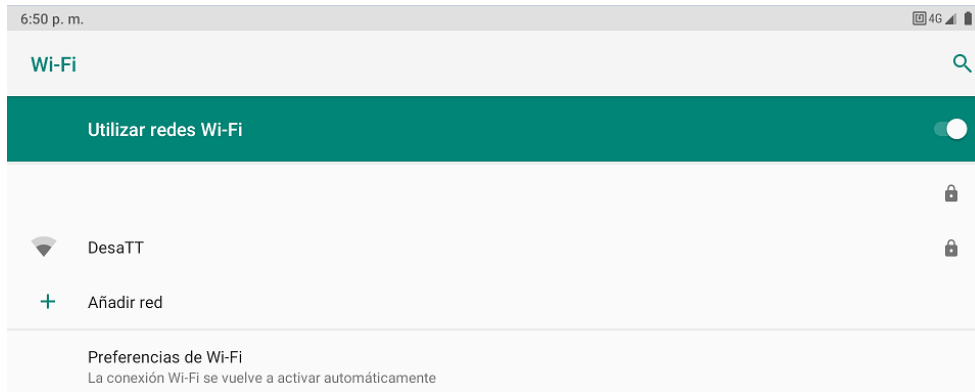 6:50 p. m.
4G
Wi-Fi
Utilizar redes Wi-Fi
DesaTT
Añadir red
Preferencias de Wi-Fi
La conexión Wi-Fi se vuelve a activar automáticamente